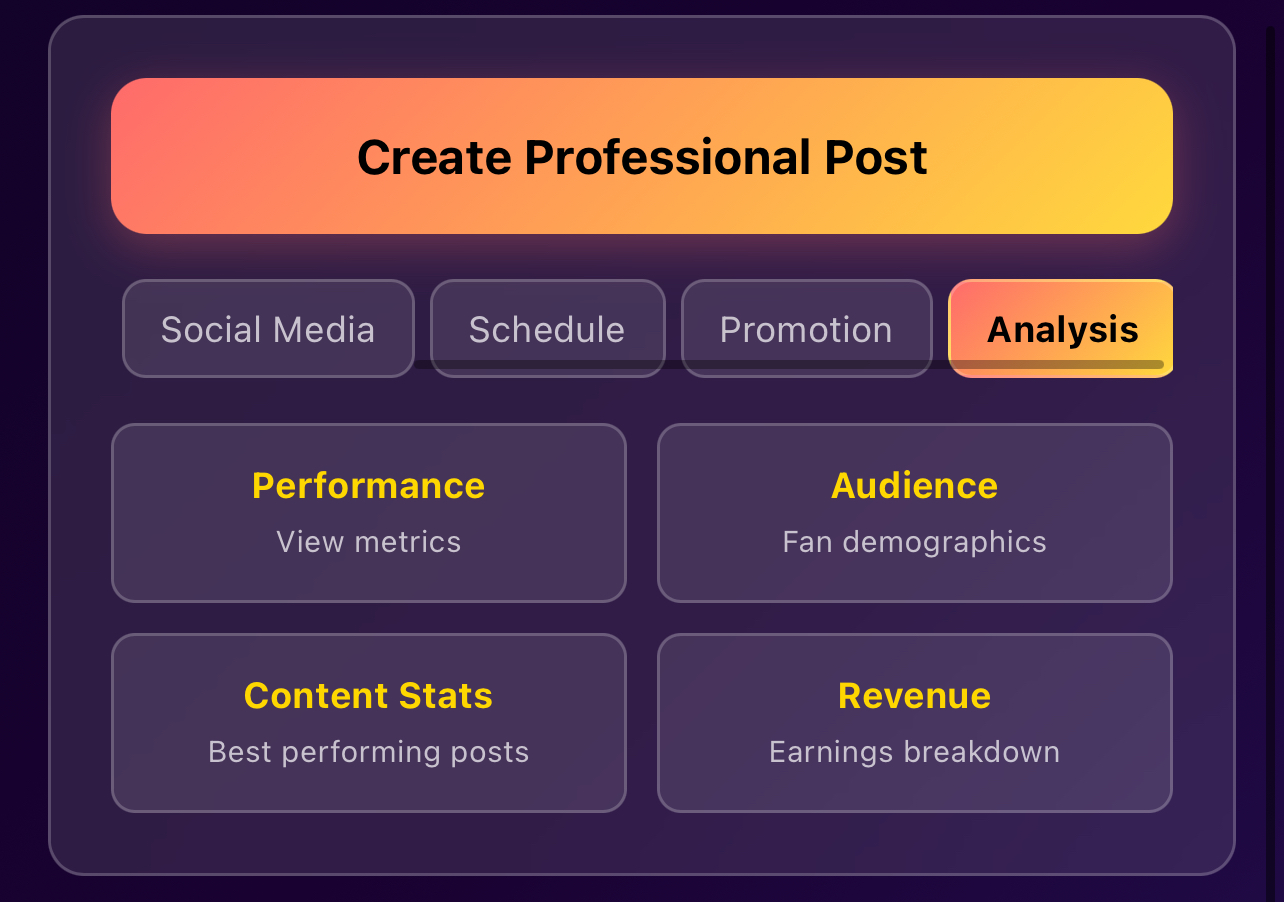 Create Professional Post
Social Media
Schedule
Promotion
Analysis
Performance
View metrics
Audience
Fan demographics
Content Stats
Best performing posts
Revenue
Earnings breakdown